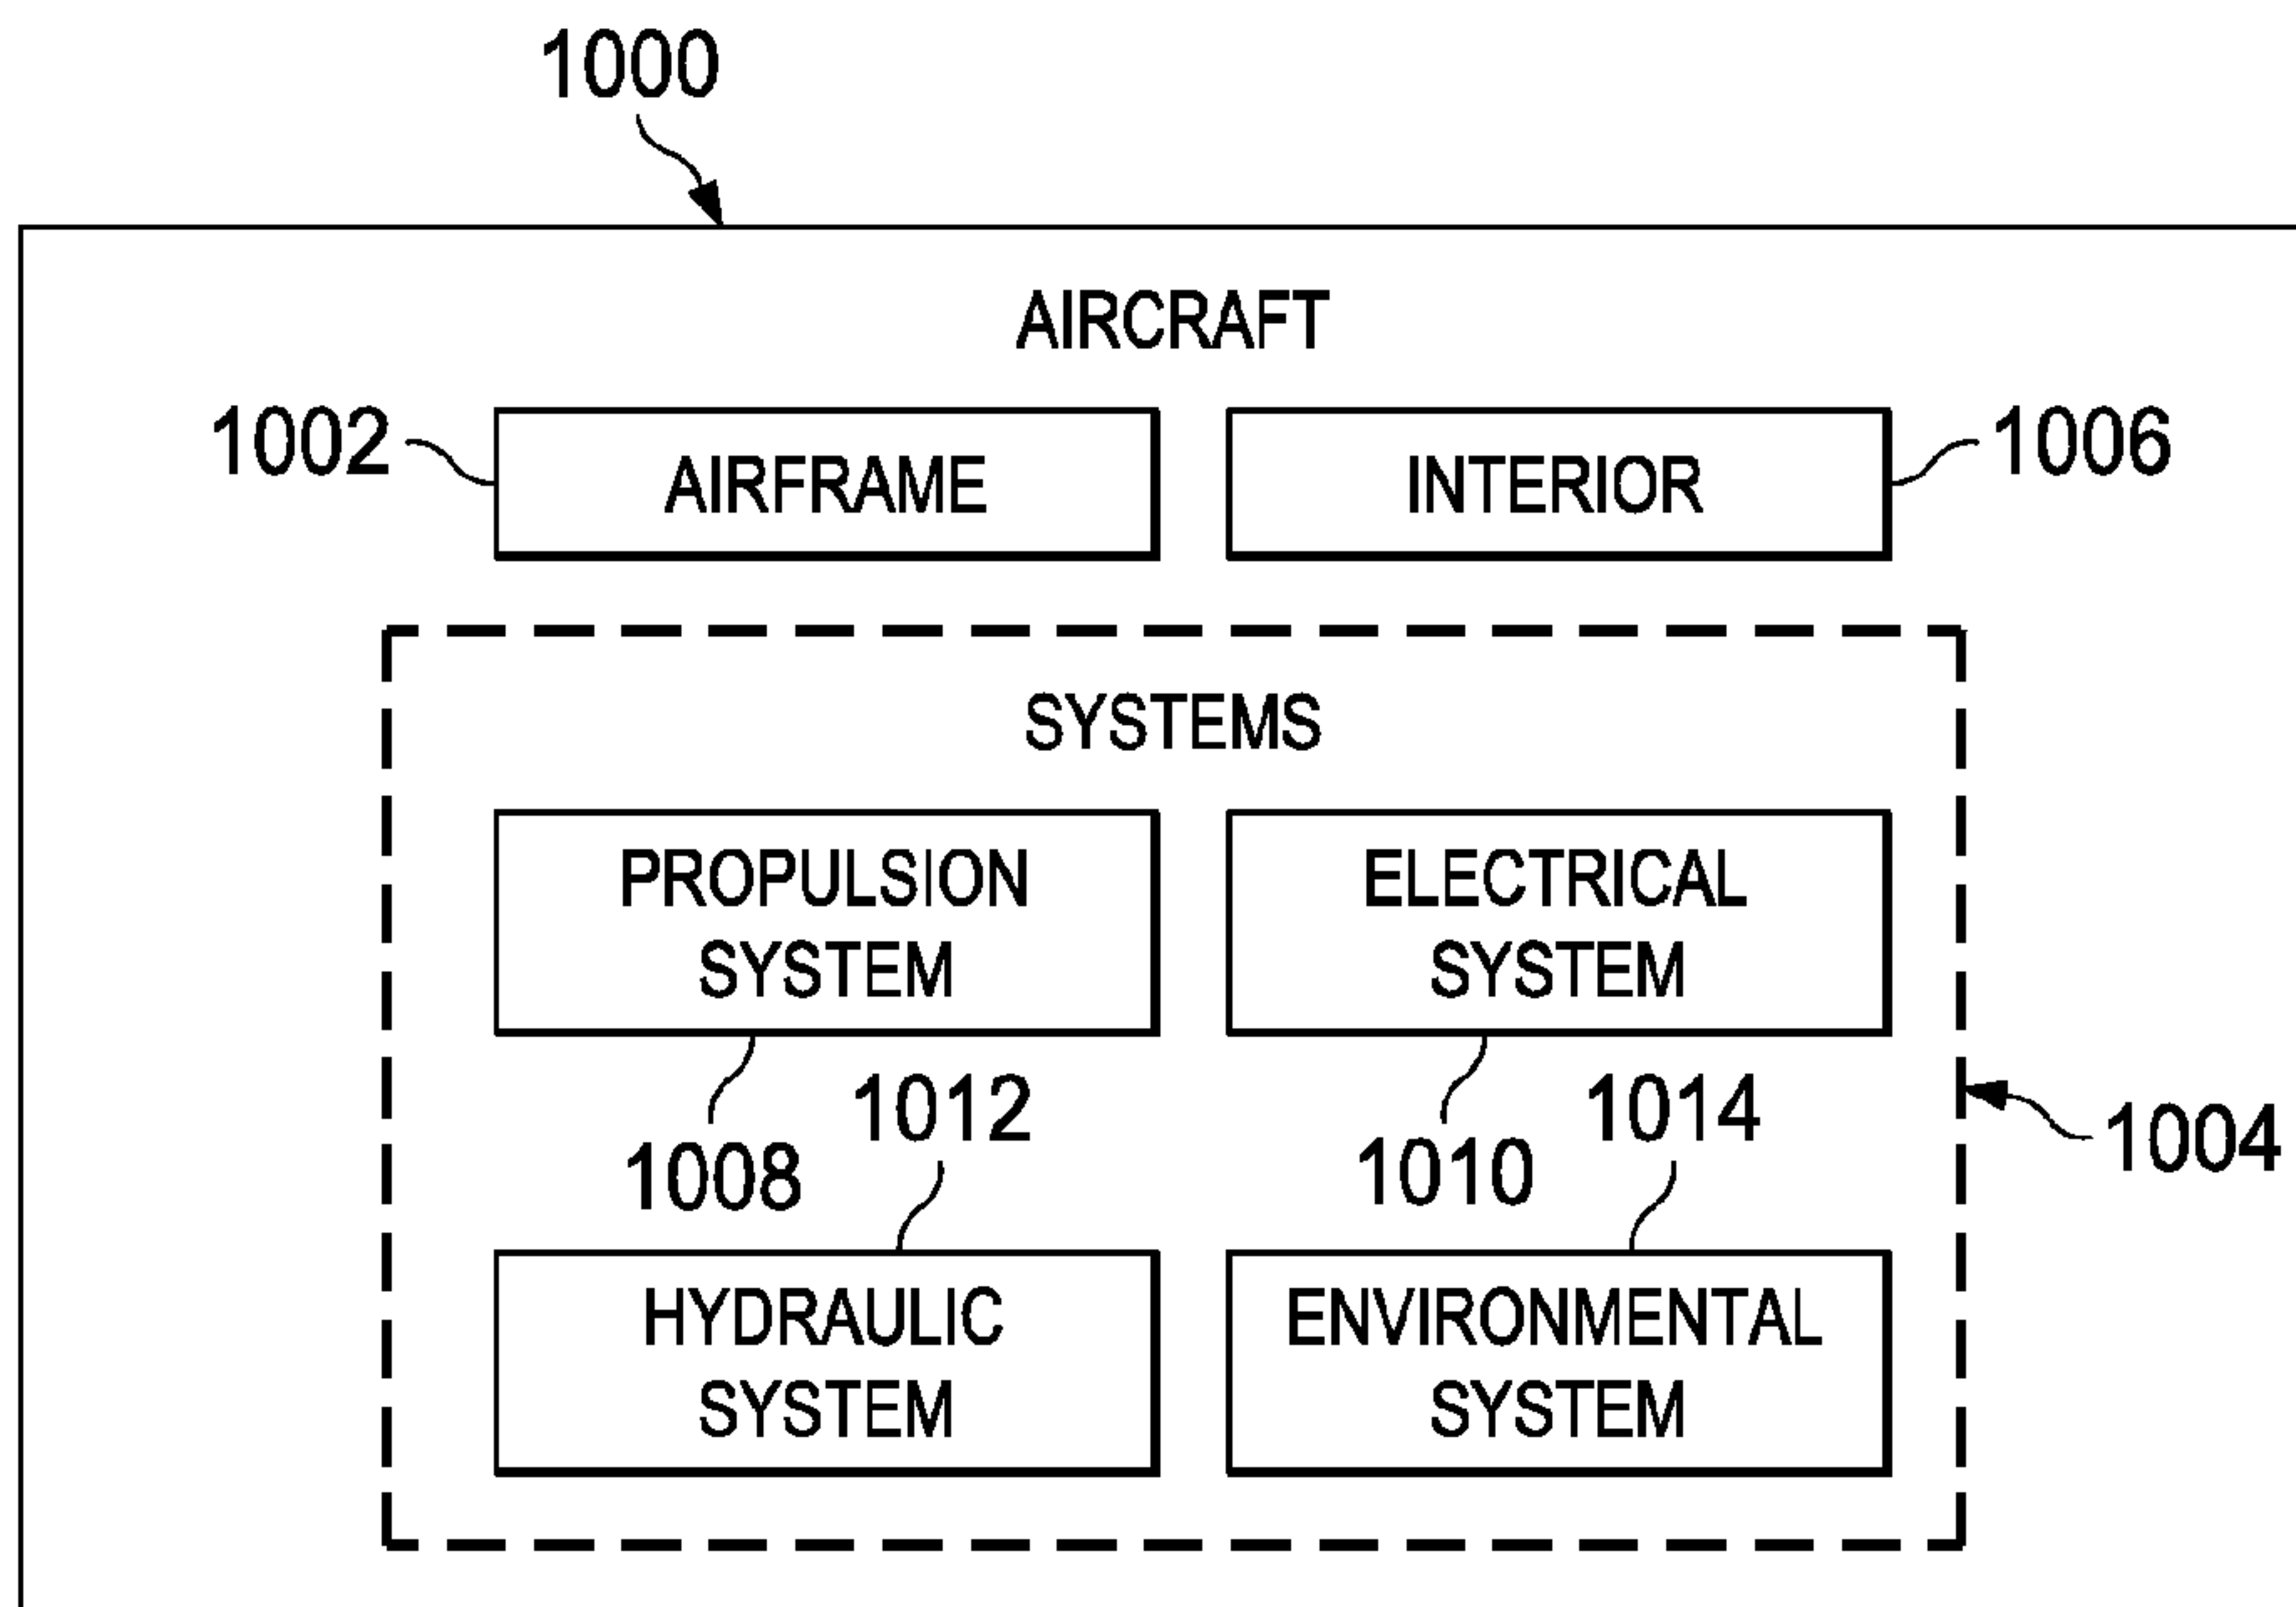 1000
AIRCRAFT
1002
AIRFRAME
INTERIOR
1006
SYSTEMS
PROPULSION
SYSTEM
ELECTRICAL
SYSTEM
1008
1012
1010
1014
1004
HYDRAULIC
SYSTEM
ENVIRONMENTAL
SYSTEM